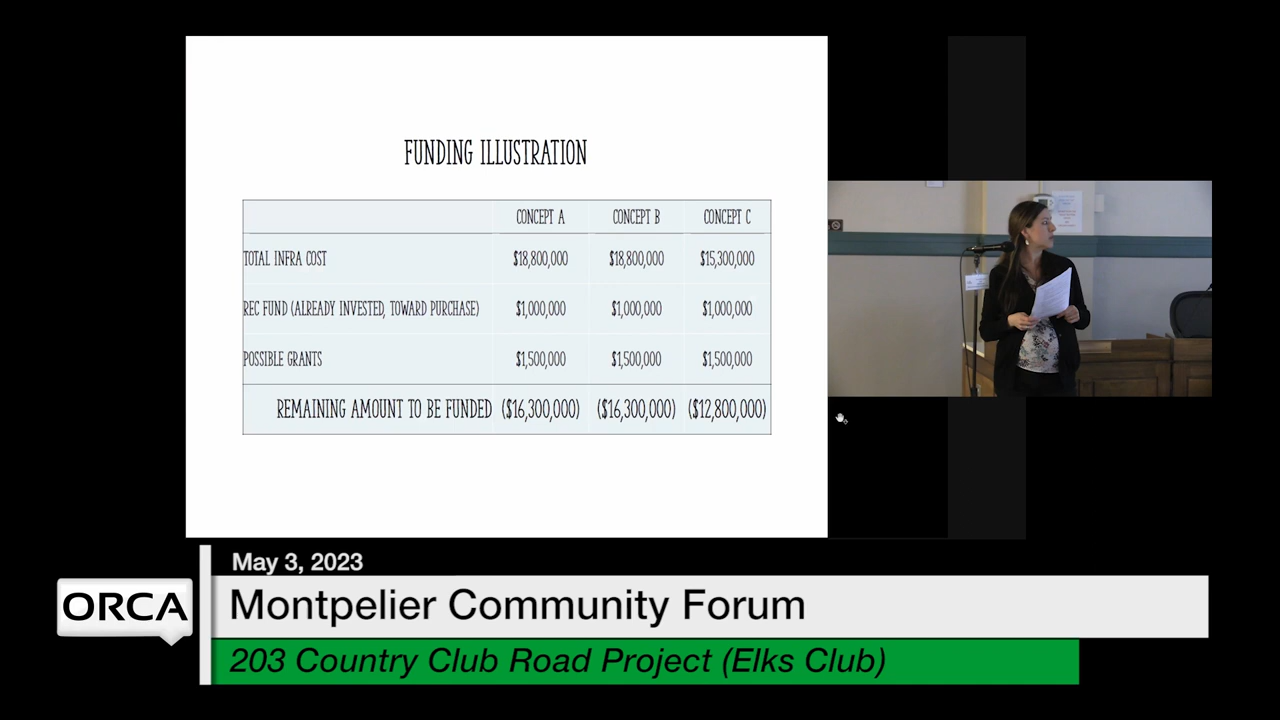 FUNDING ILLUSTRATION
CONCEPT A CONCEPT B CONCEPT C
TOTAL INFRA COST $18,800,000 $18,800,000 $15,300,000
REC FUND (ALREADY INVESTED, TOWARD PURCHASE) $1,000,000 $1,000,000 $1,000,000
POSSIBLE GRANTS $1,500,000 $1,500,000 $1,500,000
REMAINING AMOUNT TO BE FUNDED ($16,300,000) ($16,300,000) ($12,800,000)
May 3, 2023
ORCA
Montpelier Community Forum
203 Country Club Road Project (Elks Club)